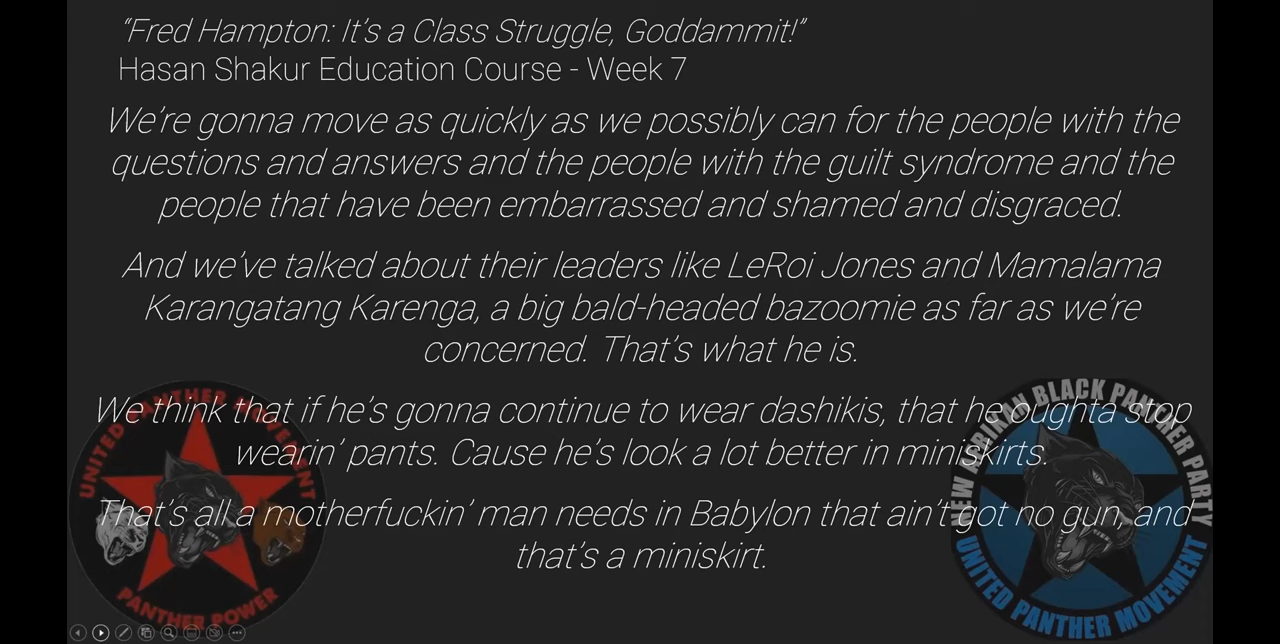 “Fred Hampton: It’s a Class Struggle, Goddammit!”
Hasan Shakur Education Course - Week 7
We’re gonna move as quickly as we possibly can for the people with the
questions and answers and the people with the guilt syndrome and the
people that have been embarrassed and shamed and disgraced.
And we’ve talked about their leaders like LeRoi Jones and Mamalama
Karangatang Karenga, a big bald-headed bazoomie as far as we’re
concerned. That’s what he is.
We think that if he’s gonna continue to wear dashikis, that he oughta stop
wearin’ pants. Cause he’s look a lot better in miniskirts.
That’s all a motherfuckin’ man needs in Babylon that ain’t got no gun, and
that’s a miniskirt.
UNITED PANTHER MOVEMENT
PANTHER POWER
NEW AFRIKAN BLACK PANTHER PARTY
UNITED PANTHER MOVEMENT